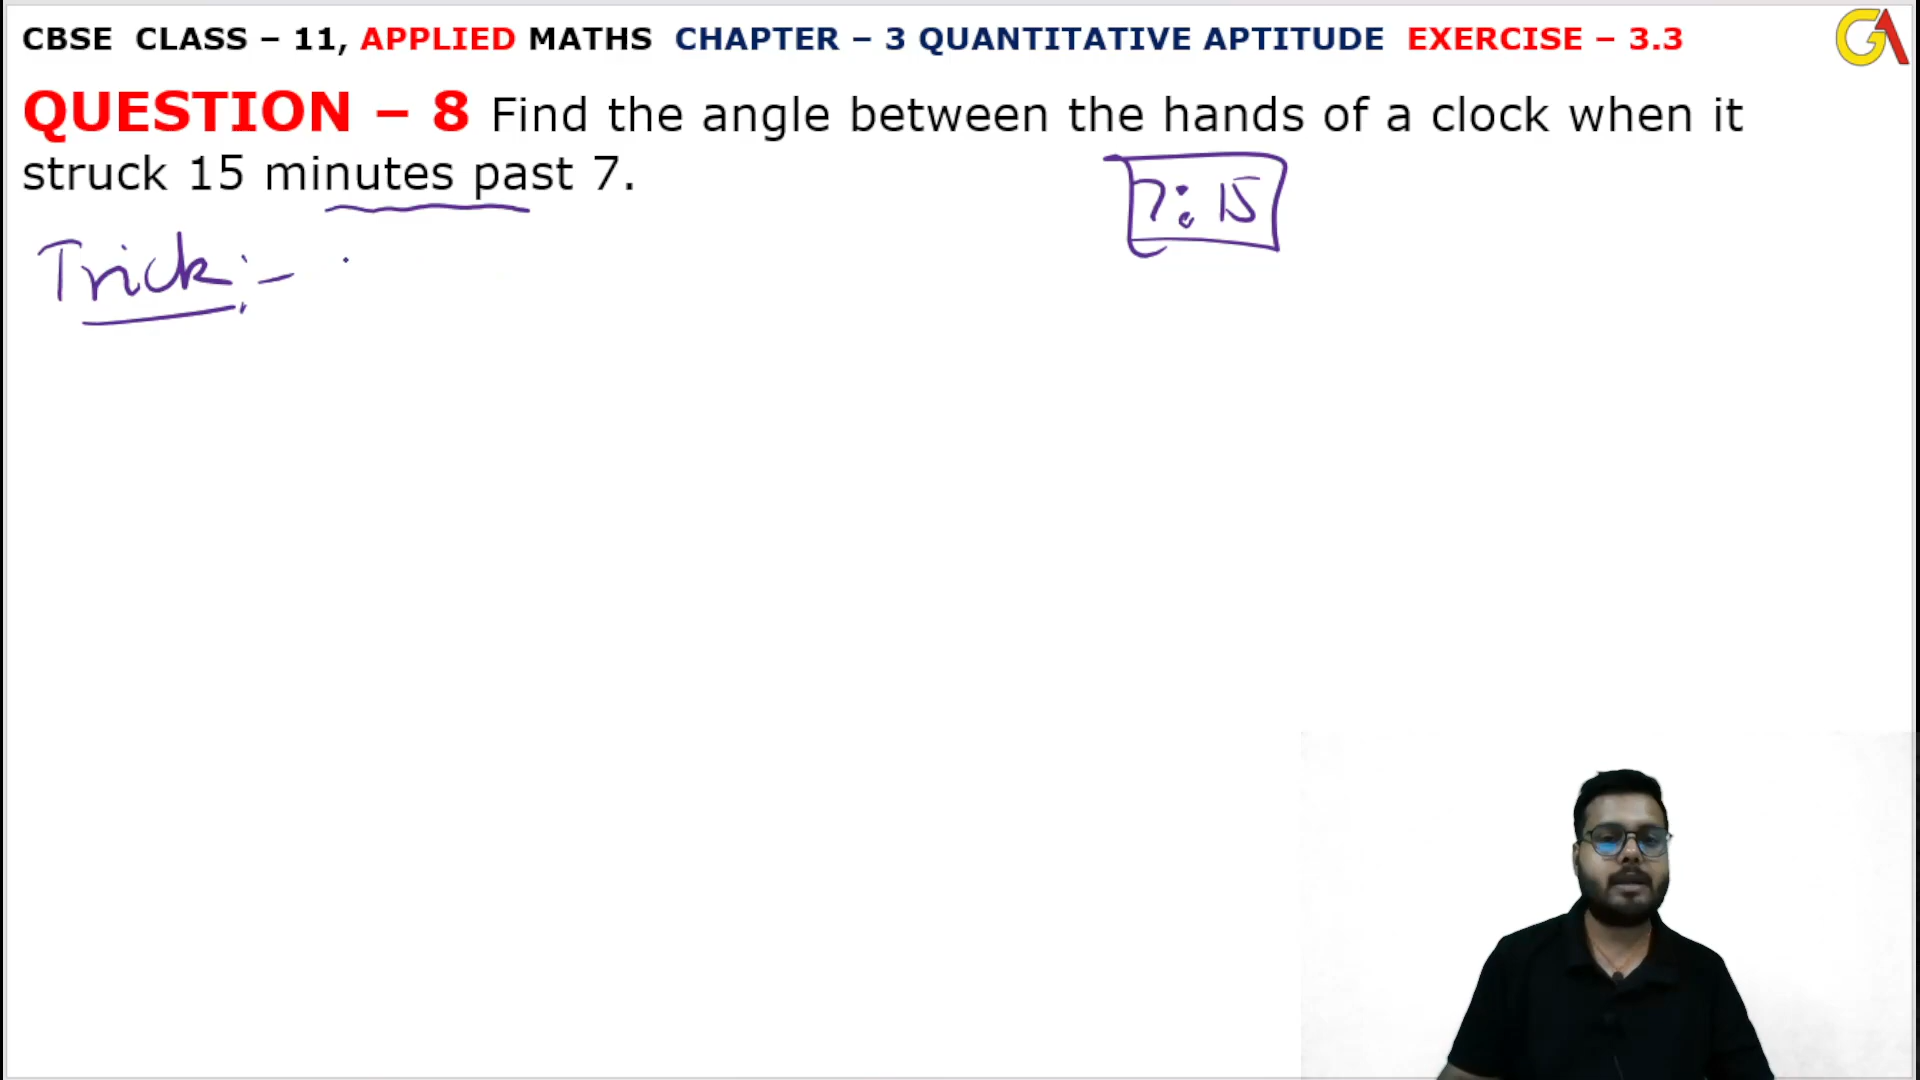 CBSE CLASS – 11, APPLIED MATHS CHAPTER – 3 QUANTITATIVE APTITUDE EXERCISE – 3.3
GA
QUESTION – 8 Find the angle between the hands of a clock when it
struck 15 minutes past 7.
7:15
Trick:-